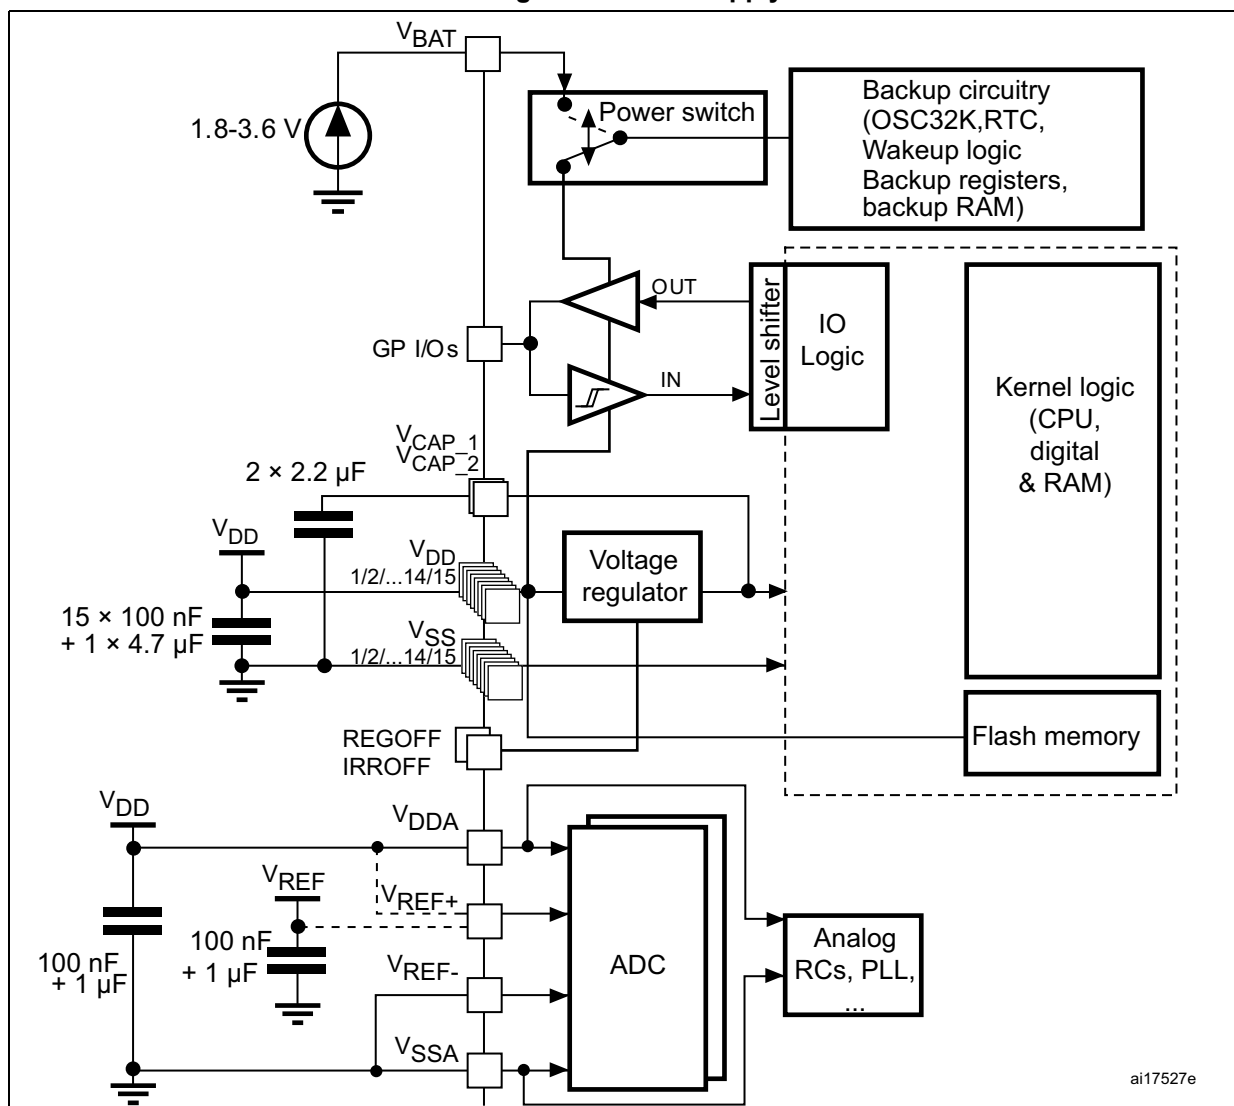 VBAT
1.8-3.6 V
Power switch
Backup circuitry
(OSC32K,RTC,
Wakeup logic
Backup registers,
backup RAM)
OUT
GP I/Os
IN
Level shifter
IO
Logic
Kernel logic
(CPU,
digital
& RAM)
VCAP_1
VCAP_2
2 × 2.2 µF
VDD
VDD
1/2/...14/15
Voltage
regulator
15 × 100 nF
+ 1 × 4.7 µF
VSS
1/2/...14/15
REGOFF
IRROFF
Flash memory
VDD
VDDA
VREF
VREF+
100 nF
+ 1 µF
100 nF
+ 1 µF
VREF-
ADC
Analog
RCs, PLL,
...
VSSA
ai17527e